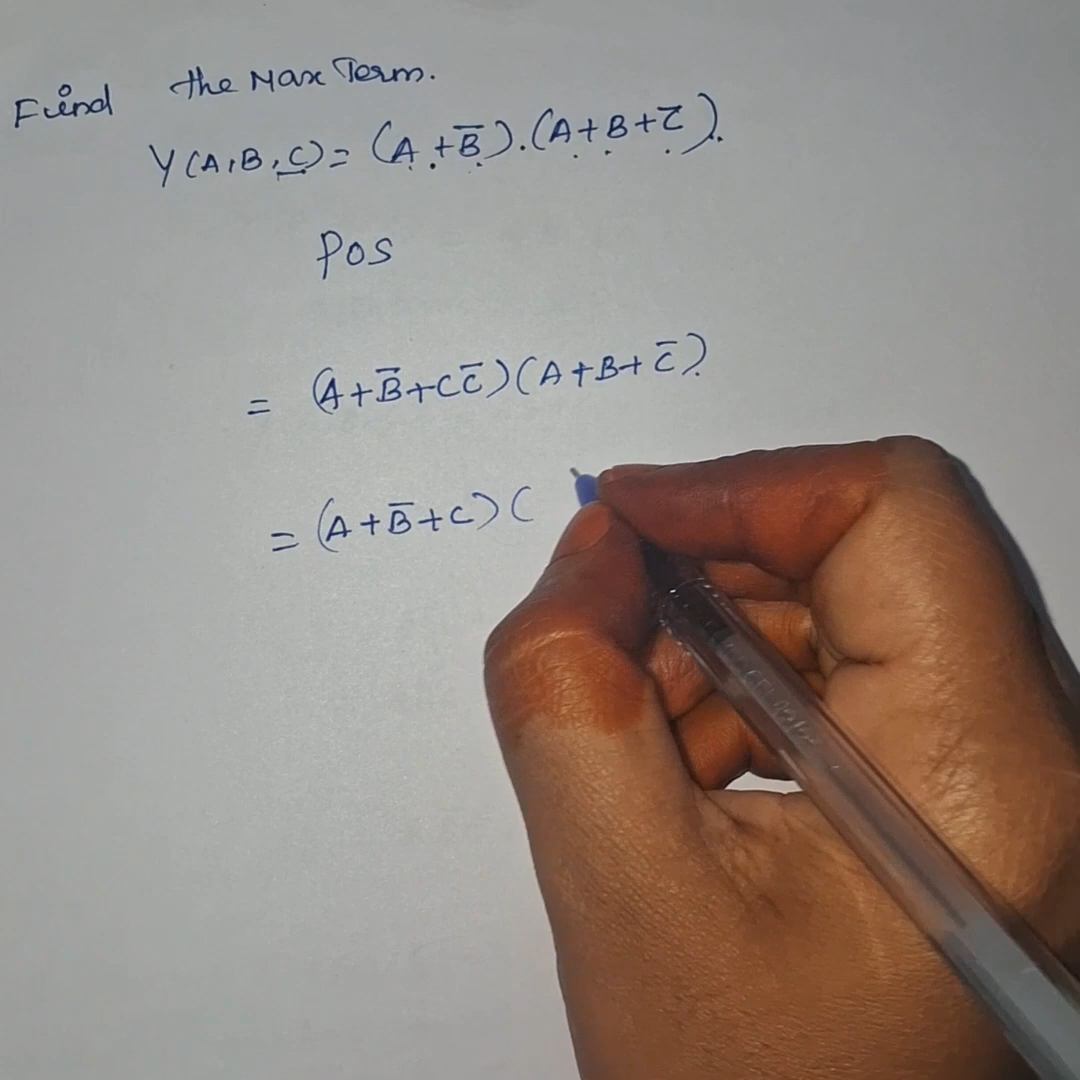 Find the Max Term.
Y(A,B,C) = (A+B̅).(A+B+C̅).
POS
= (A+B̅+CC̅)(A+B+C̅).
= (A+B̅+C)(